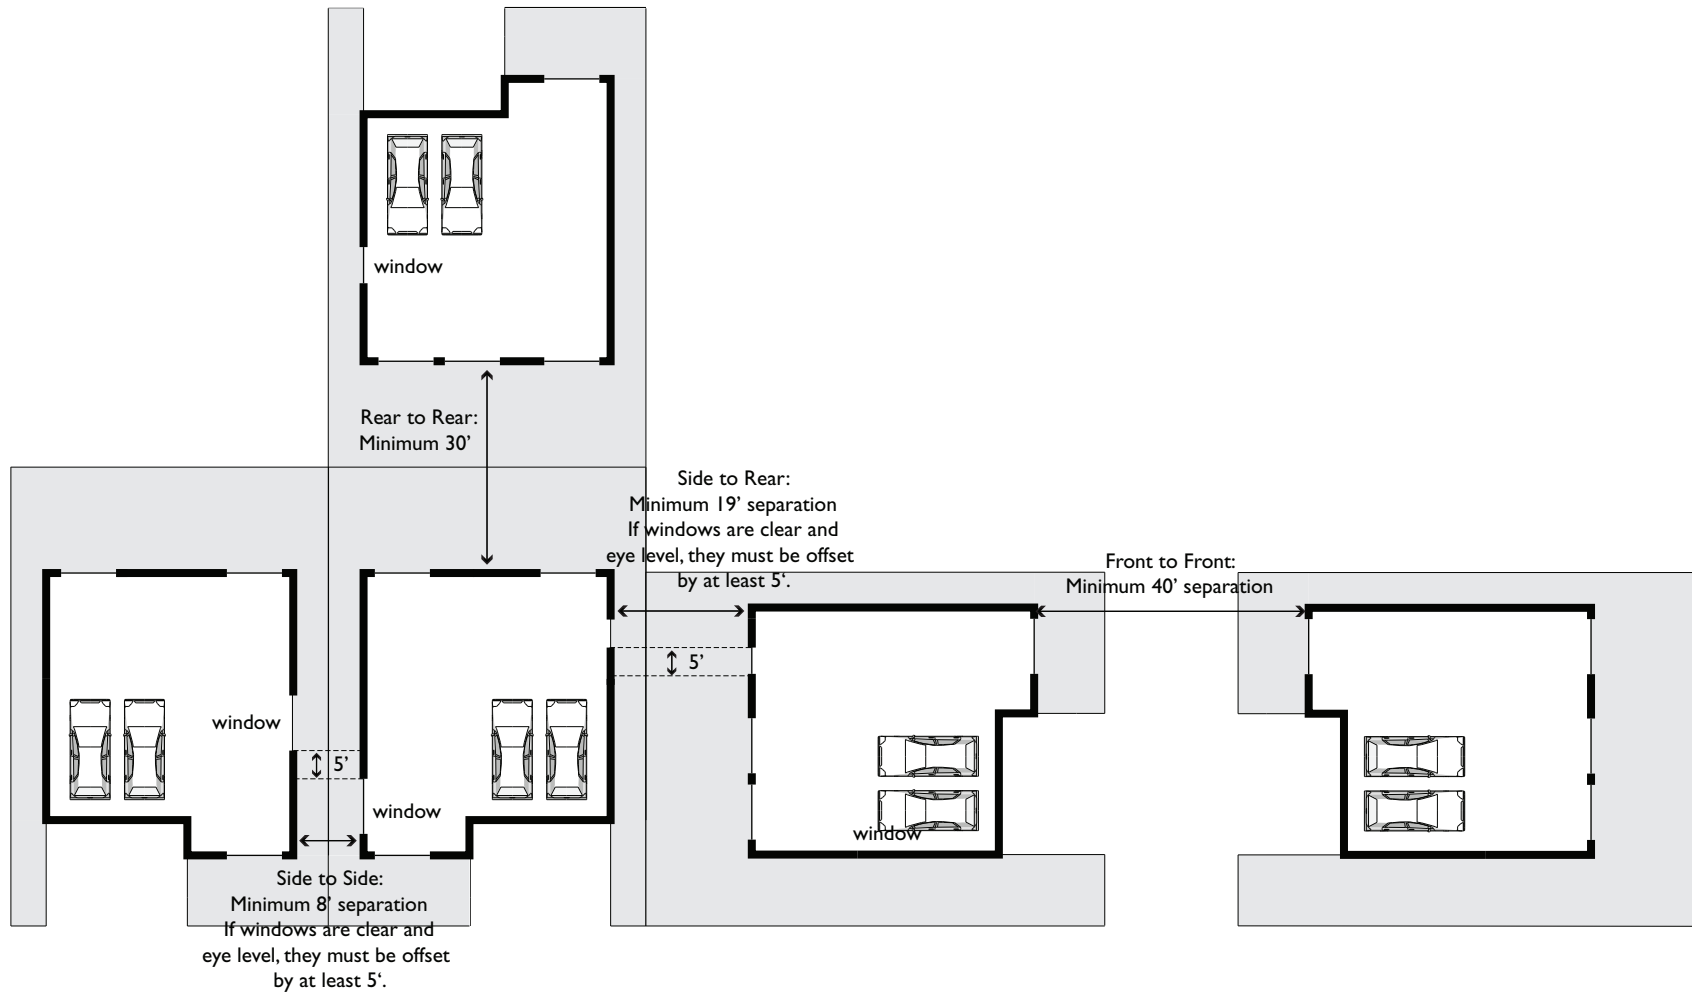 window
Rear to Rear:
Minimum 30’
Side to Rear:
Minimum 19’ separation
If windows are clear and
eye level, they must be offset
by at least 5‘.
Front to Front:
Minimum 40’ separation
5’
window
5’
window
window
Side to Side:
Minimum 8’ separation
If windows are clear and
eye level, they must be offset
by at least 5‘.